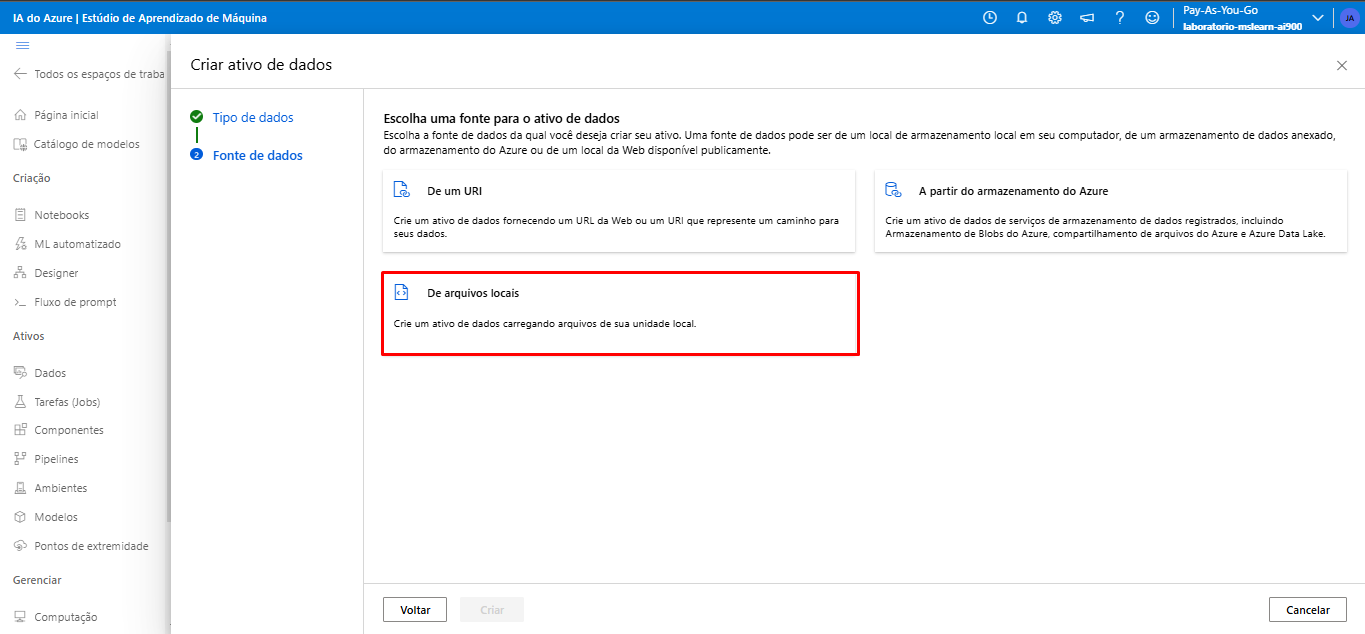 IA do Azure | Estúdio de Aprendizado de Máquina
Pay-As-You-Go
laboratorio-mslearn-ai900
JA
Todos os espaços de traba
Página inicial
Catálogo de modelos
Criação
Notebooks
ML automatizado
Designer
Fluxo de prompt
Ativos
Dados
Tarefas (Jobs)
Componentes
Pipelines
Ambientes
Modelos
Pontos de extremidade
Gerenciar
Computação
Criar ativo de dados
Tipo de dados
2
Fonte de dados
Escolha uma fonte para o ativo de dados
Escolha a fonte de dados da qual você deseja criar seu ativo. Uma fonte de dados pode ser de um local de armazenamento local em seu computador, de um armazenamento de dados anexado,
do armazenamento do Azure ou de um local da Web disponível publicamente.
De um URI
Crie um ativo de dados fornecendo um URL da Web ou um URI que represente um caminho para
seus dados.
A partir do armazenamento do Azure
Crie um ativo de dados de serviços de armazenamento de dados registrados, incluindo
Armazenamento de Blobs do Azure, compartilhamento de arquivos do Azure e Azure Data Lake.
De arquivos locais
Crie um ativo de dados carregando arquivos de sua unidade local.
Voltar
Criar
Cancelar